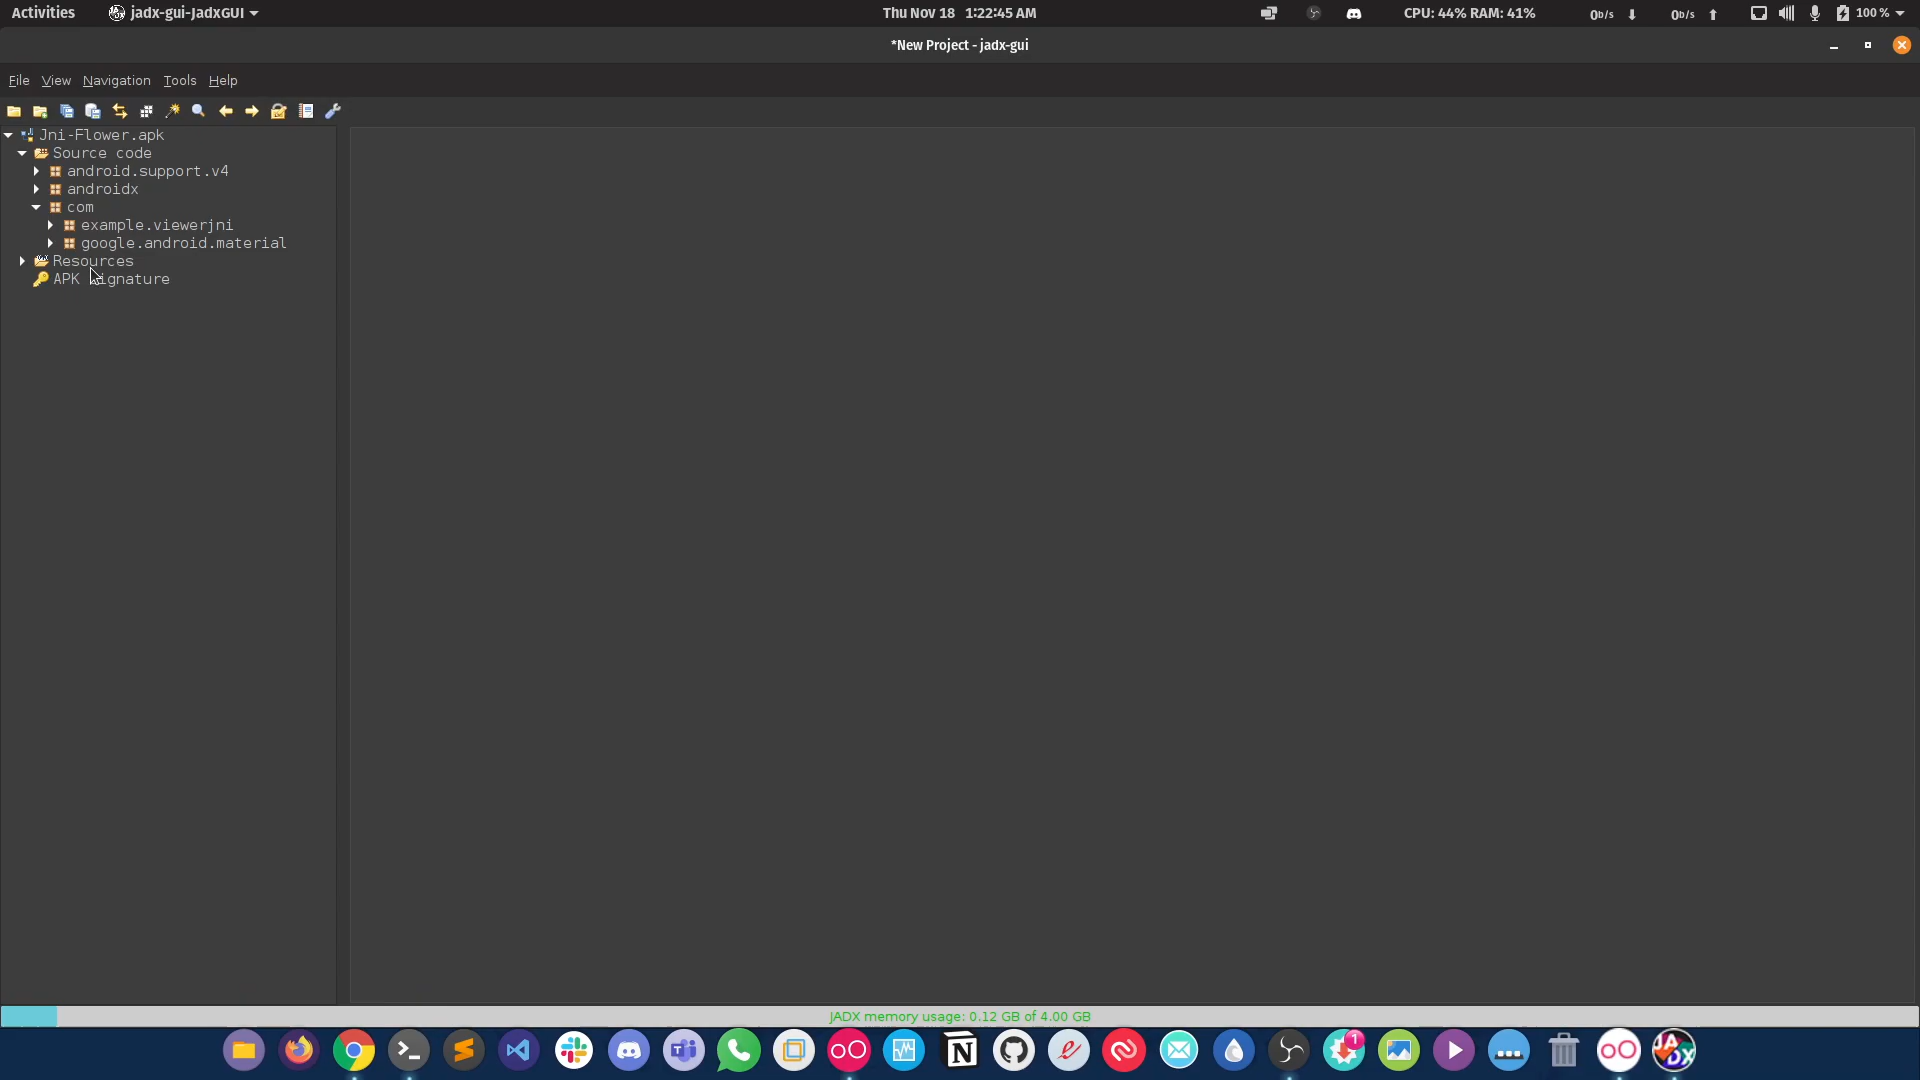 Activities jadx-gui-JadxGUI Thu Nov 18 1:22:45 AM CPU: 44% RAM: 41% 0b/s 0b/s 100 %
*New Project - jadx-gui
File View Navigation Tools Help
Jni-Flower.apk
Source code
android.support.v4
androidx
com
example.viewerjni
google.android.material
Resources
APK signature
JADX memory usage: 0.12 GB of 4.00 GB
1